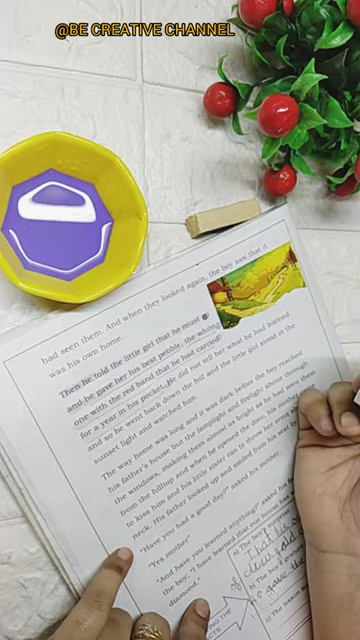 @BE CREATIVE CHANNEL
had seen them. And when they looked again, the boy saw that it
was his own home.
Then he told the little girl that he must
and he gave her his best pebble, the white
one with the red band that he had carried
for a year in his pocket. He did not tell her what he had learned
and so he went back down the hill and the little girl stood in the
sunset light and watched him.
The way home was long and it was dark before the boy reached
his father's house but the lamplight and firelight shone through
the windows, making them almost as bright as he had seen them
from the hilltop and when he opened the door, his mother came
to kiss him and his little sister ran to throw her arms
neck. His father looked up and smiled from his seat by
"Have you had a good day?" asked his mother.
"Yes mother"
"And have you learned anything?" asked his
the boy, "I have learned that our house has
diamond."